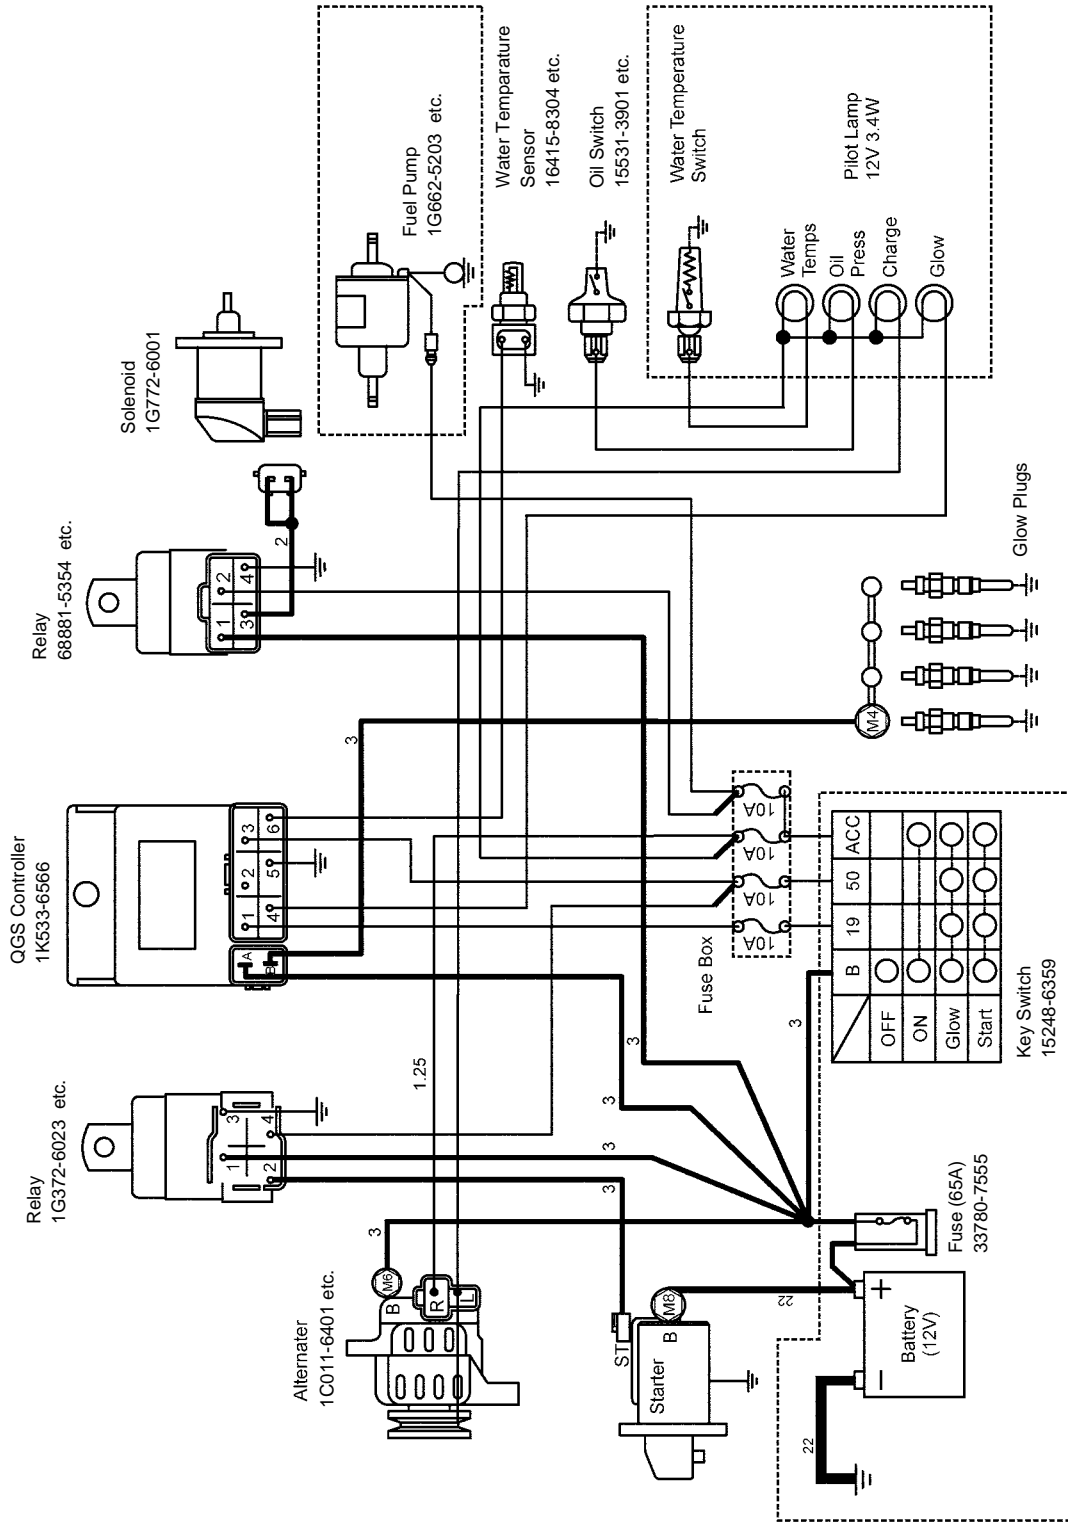 Relay
1G372-6023 etc.
1
2
3
4
QGS Controller
1K533-6566
A
B
1
2
3
4
5
6
Relay
68881-5354 etc.
1
2
3
4
2
Solenoid
1G772-6001
Fuel Pump
1G662-5203 etc.
Water Temparature
Sensor
16415-8304 etc.
Oil Switch
15531-3901 etc.
Water Temperature
Switch
Pilot Lamp
12V 3.4W
Water
Temps
Oil
Press
Charge
Glow
Alternater
1C011-6401 etc.
M6
B
R
L
3
1.25
3
3
3
3
3
3
ST
Starter
B
M8
22
22
Battery
(12V)
+
−
Fuse (65A)
33780-7555
Fuse Box
10A
10A
10A
10A
M4
Glow Plugs
B 19 50 ACC
OFF
ON
Glow
Start
Key Switch
15248-6359